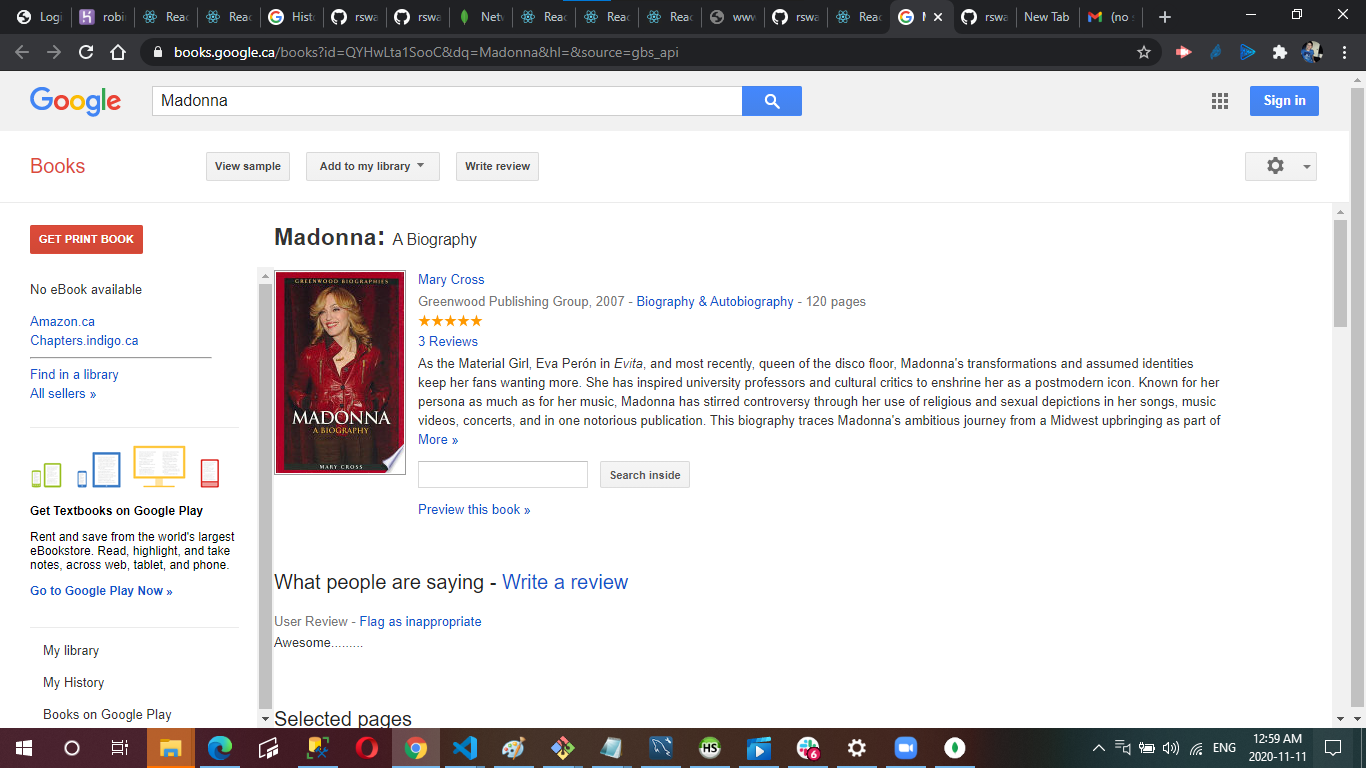 Logi
robi
Reac
Reac
Hist
rswa
rswa
Netv
Reac
Reac
Reac
www
rswa
Reac
rswa
New Tab
(no s
books.google.ca/books?id=QYHwLta1SooC&dq=Madonna&hl=&source=gbs_api
Google
Madonna
Sign in
Books
View sample
Add to my library
Write review
GET PRINT BOOK
No eBook available
Amazon.ca
Chapters.indigo.ca
Find in a library
All sellers »
Get Textbooks on Google Play
Rent and save from the world's largest
eBookstore. Read, highlight, and take
notes, across web, tablet, and phone.
Go to Google Play Now »
My library
My History
Books on Google Play
Madonna: A Biography
GREENWOOD BIOGRAPHIES
MADONNA
A BIOGRAPHY
MARY CROSS
Mary Cross
Greenwood Publishing Group, 2007 - Biography & Autobiography - 120 pages
3 Reviews
As the Material Girl, Eva Perón in Evita, and most recently, queen of the disco floor, Madonna's transformations and assumed identities
keep her fans wanting more. She has inspired university professors and cultural critics to enshrine her as a postmodern icon. Known for her
persona as much as for her music, Madonna has stirred controversy through her use of religious and sexual depictions in her songs, music
videos, concerts, and in one notorious publication. This biography traces Madonna's ambitious journey from a Midwest upbringing as part of
More »
Search inside
Preview this book »
What people are saying - Write a review
User Review - Flag as inappropriate
Awesome.........
Selected pages
HS
6
ENG
12:59 AM
2020-11-11